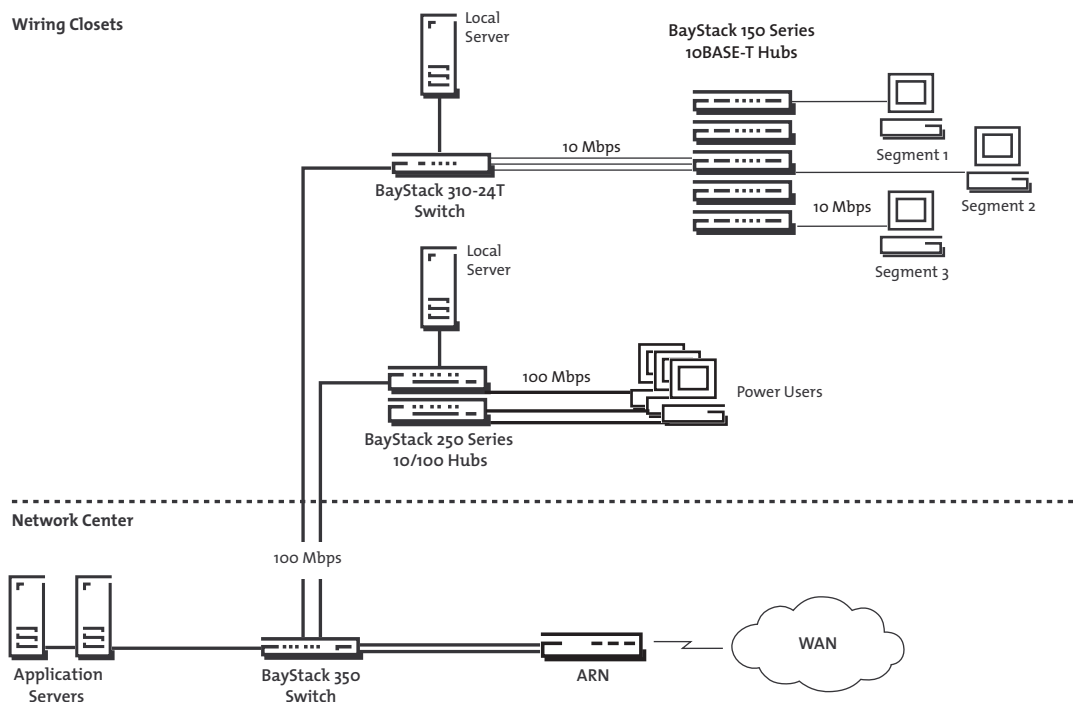 Wiring Closets
Local
Server
BayStack 150 Series
10BASE-T Hubs
10 Mbps
Segment 1
BayStack 310-24T
Switch
10 Mbps
Segment 2
Segment 3
Local
Server
100 Mbps
Power Users
BayStack 250 Series
10/100 Hubs
Network Center
100 Mbps
Application
Servers
BayStack 350
Switch
ARN
WAN